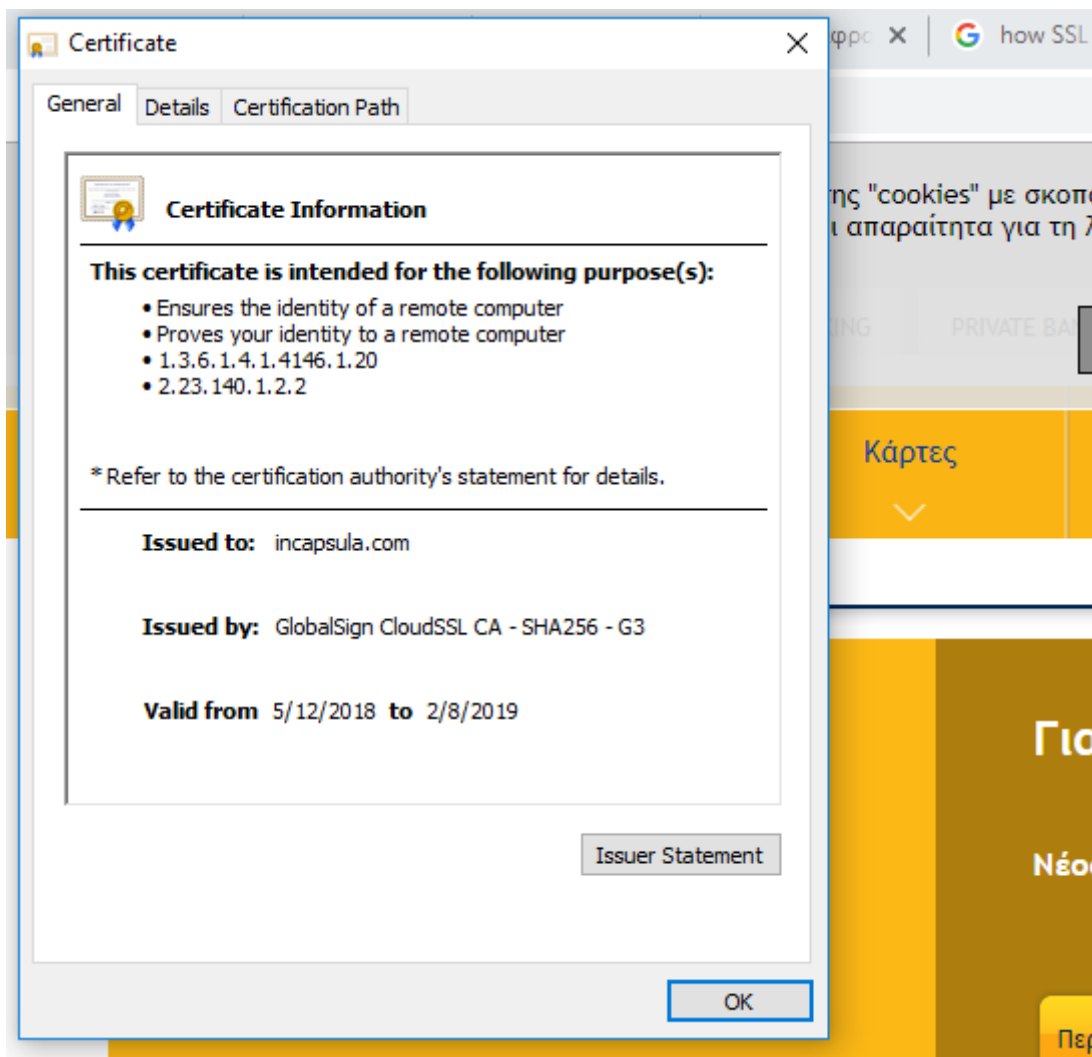 Certificate
how SSL
General Details Certification Path
Certificate Information
This certificate is intended for the following purpose(s):
• Ensures the identity of a remote computer
• Proves your identity to a remote computer
• 1.3.6.1.4.1.4146.1.20
• 2.23.140.1.2.2
* Refer to the certification authority's statement for details.
Issued to: incapsula.com
Issued by: GlobalSign CloudSSL CA - SHA256 - G3
Valid from 5/12/2018 to 2/8/2019
Issuer Statement
OK
"cookies" με
απαραίτητα για τη
PRIVATE
Κάρτες